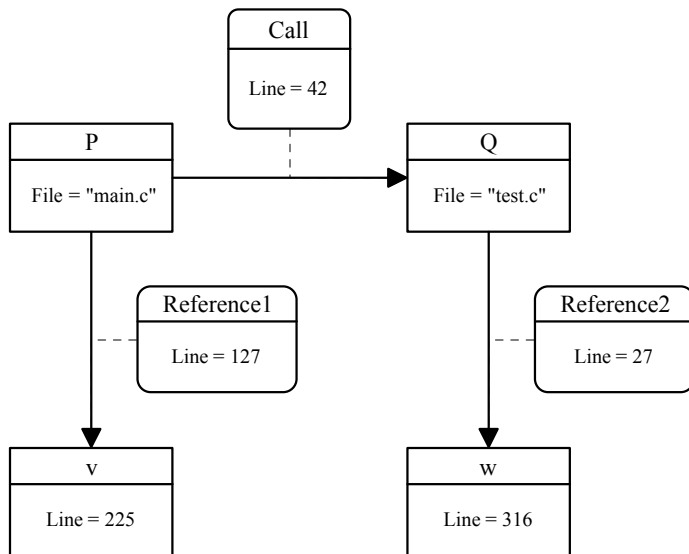 Call
Line = 42
P
File = "main.c"
Q
File = "test.c"
Reference1
Line = 127
Reference2
Line = 27
v
Line = 225
w
Line = 316